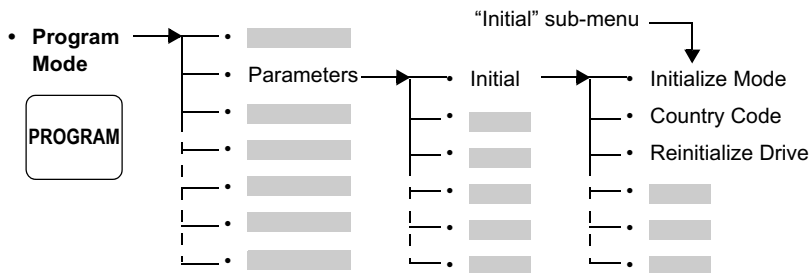 “Initial” sub-menu
• Program Mode
PROGRAM
•
• Parameters
•
•
•
•
•
• Initial
•
•
•
•
•
• Initialize Mode
• Country Code
• Reinitialize Drive
•
•
•